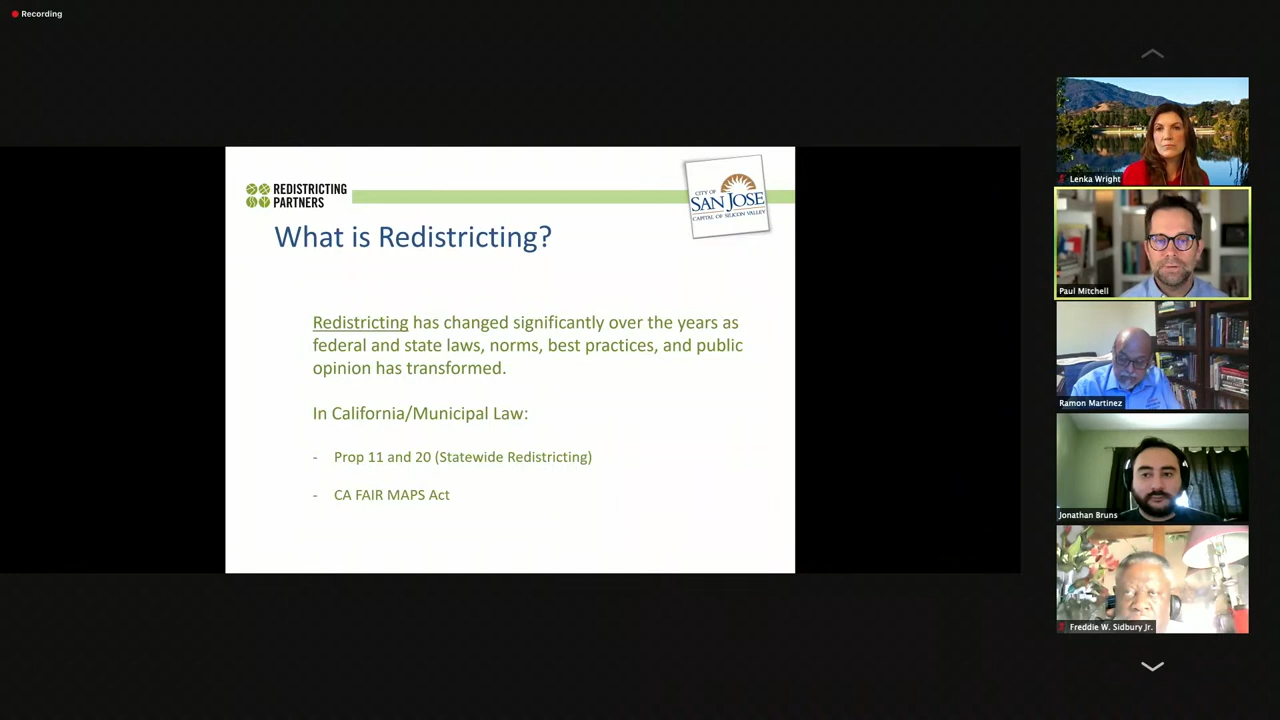 Recording
REDISTRICTING
PARTNERS
CITY OF
SAN JOSE
CAPITAL OF SILICON VALLEY
What is Redistricting?
Redistricting has changed significantly over the years as
federal and state laws, norms, best practices, and public
opinion has transformed.
In California/Municipal Law:
- Prop 11 and 20 (Statewide Redistricting)
- CA FAIR MAPS Act
Lenka Wright
Paul Mitchell
Ramon Martinez
Jonathan Bruns
Freddie W. Sidbury Jr.